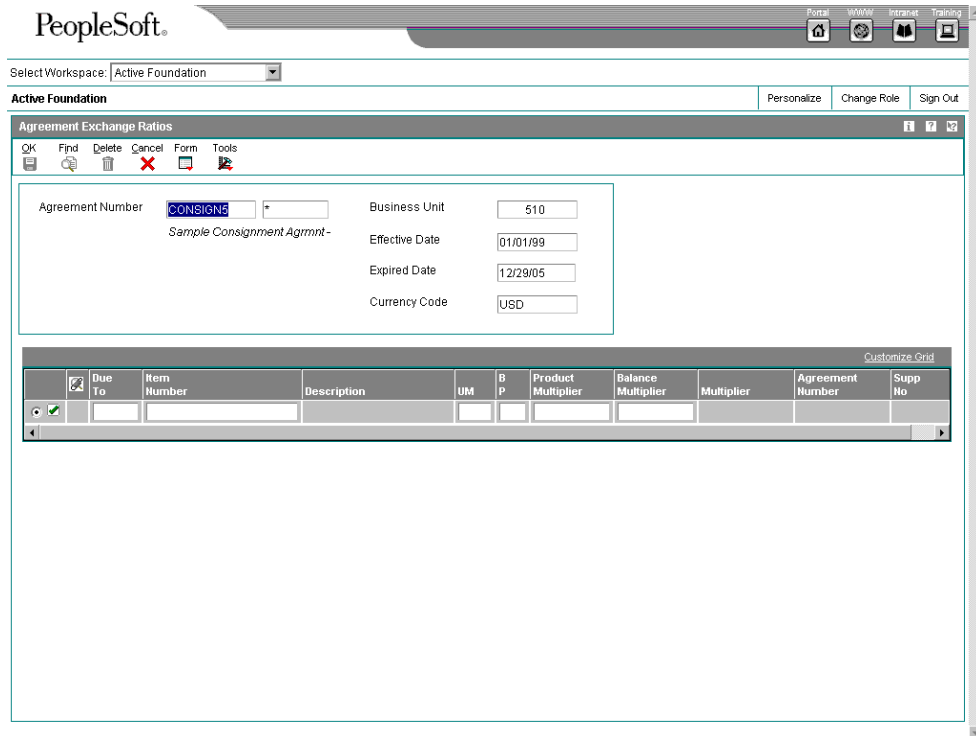 PeopleSoft®
Portal WWW Intranet Training
Select Workspace: Active Foundation
Active Foundation Personalize Change Role Sign Out
Agreement Exchange Ratios i ? ?
OK Find Delete Cancel Form Tools
Agreement Number CONSIGN5 * Business Unit 510
Sample Consignment Agrmnt - Effective Date 01/01/99
Expired Date 12/29/05
Currency Code USD
Customize Grid
Due To Item Number Description UM B P Product Multiplier Balance Multiplier Multiplier Agreement Number Supp No